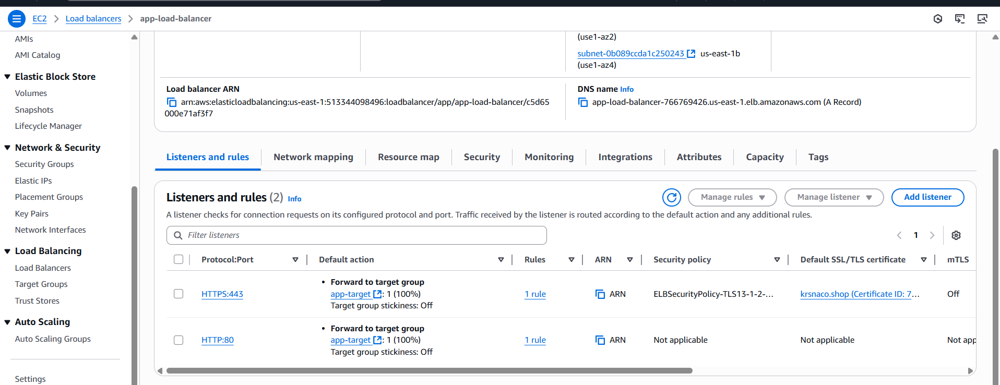 EC2 > Load balancers > app-load-balancer
AMIs
AMI Catalog
Elastic Block Store
Volumes
Snapshots
Lifecycle Manager
Network & Security
Security Groups
Elastic IPs
Placement Groups
Key Pairs
Network Interfaces
Load Balancing
Load Balancers
Target Groups
Trust Stores
Auto Scaling
Auto Scaling Groups
Settings
(use1-az2)
subnet-0b089ccda1c250243 us-east-1b
(use1-az4)
Load balancer ARN
arn:aws:elasticloadbalancing:us-east-1:513344098496:loadbalancer/app/app-load-balancer/c5d65
000e71af3f7
DNS name Info
app-load-balancer-766769426.us-east-1.elb.amazonaws.com (A Record)
Listeners and rules Network mapping Resource map Security Monitoring Integrations Attributes Capacity Tags
Listeners and rules (2) Info
Manage rules Manage listener Add listener
A listener checks for connection requests on its configured protocol and port. Traffic received by the listener is routed according to the default action and any additional rules.
Filter listeners
1
Protocol:Port Default action Rules ARN Security policy Default SSL/TLS certificate mTLS
• Forward to target group
HTTPS:443 app-target : 1 (100%) 1 rule ARN ELBSecurityPolicy-TLS13-1-2-... krsnaco.shop (Certificate ID: 7... Off
Target group stickiness: Off
• Forward to target group
HTTP:80 app-target : 1 (100%) 1 rule ARN Not applicable Not applicable Not app
Target group stickiness: Off